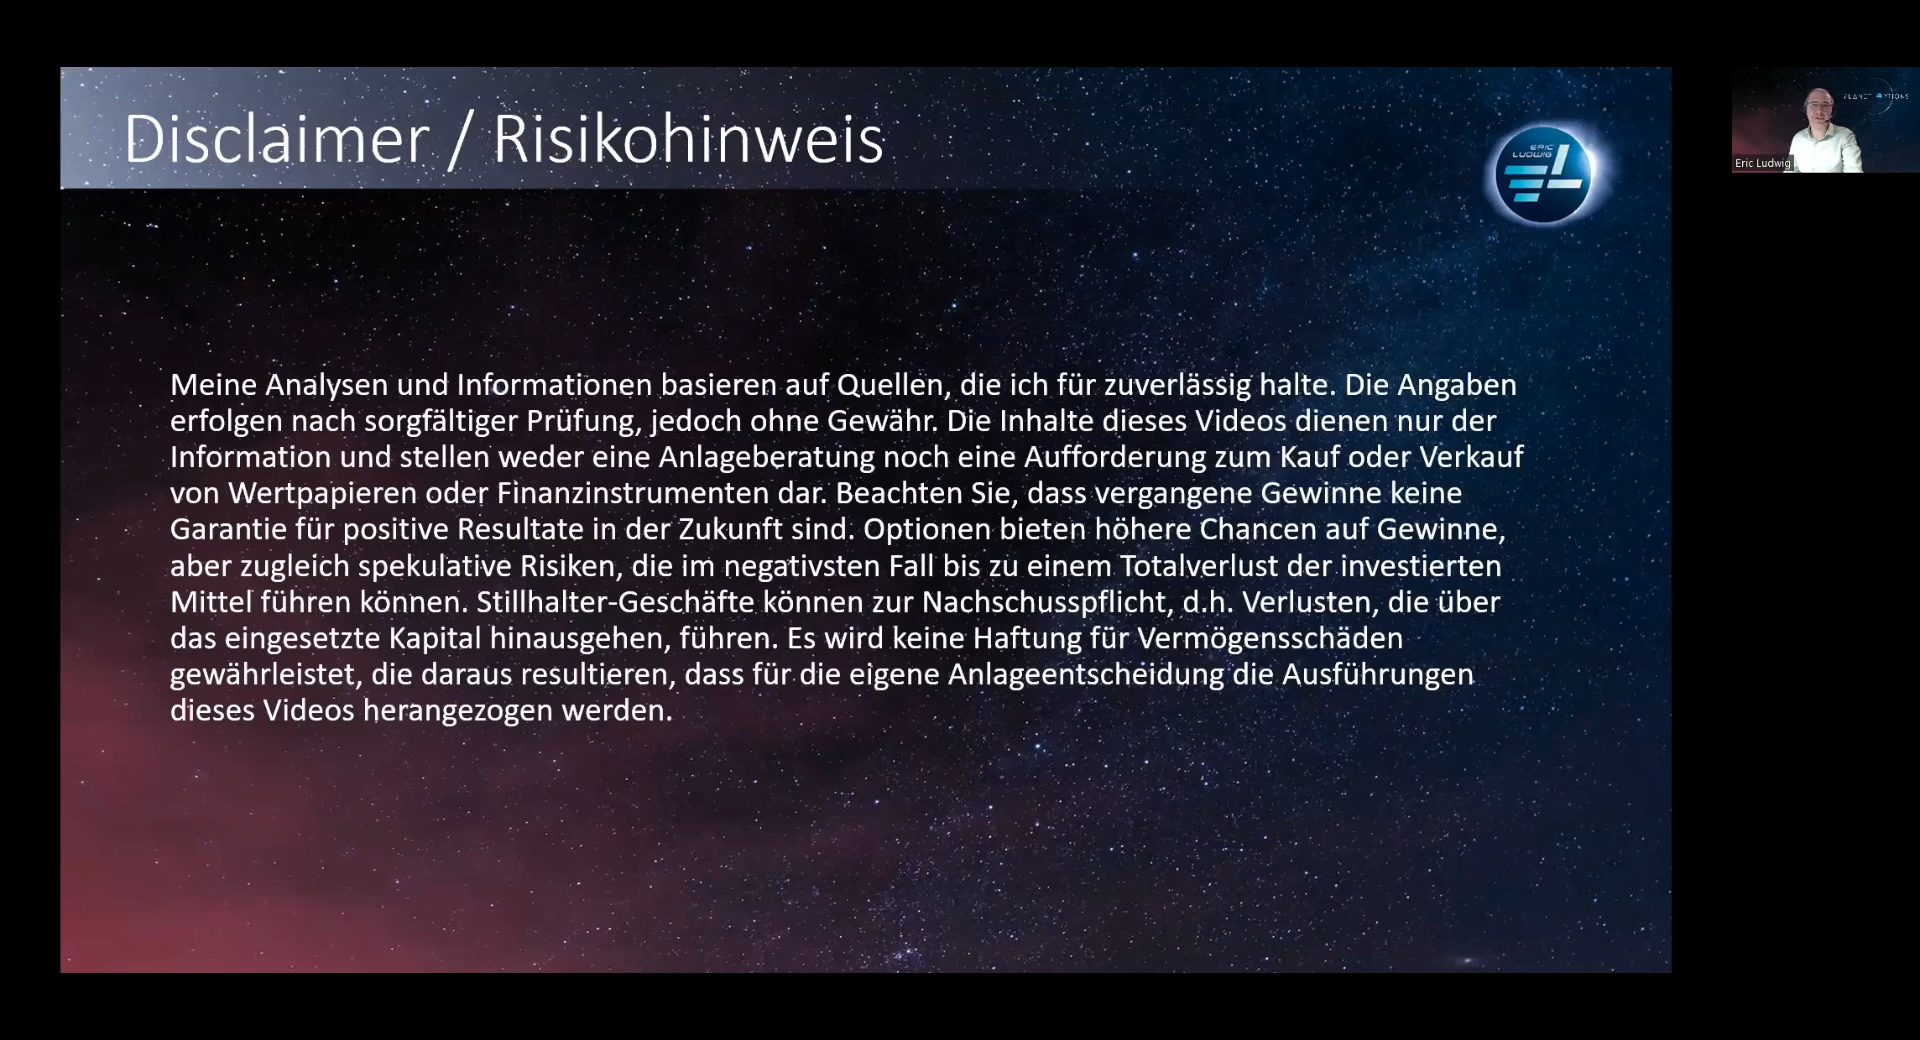 Disclaimer / Risikohinweis
ERIC
LUDWIG
PLANET OPTIONS
Eric Ludwig
Meine Analysen und Informationen basieren auf Quellen, die ich für zuverlässig halte. Die Angaben
erfolgen nach sorgfältiger Prüfung, jedoch ohne Gewähr. Die Inhalte dieses Videos dienen nur der
Information und stellen weder eine Anlageberatung noch eine Aufforderung zum Kauf oder Verkauf
von Wertpapieren oder Finanzinstrumenten dar. Beachten Sie, dass vergangene Gewinne keine
Garantie für positive Resultate in der Zukunft sind. Optionen bieten höhere Chancen auf Gewinne,
aber zugleich spekulative Risiken, die im negativsten Fall bis zu einem Totalverlust der investierten
Mittel führen können. Stillhalter-Geschäfte können zur Nachschusspflicht, d.h. Verlusten, die über
das eingesetzte Kapital hinausgehen, führen. Es wird keine Haftung für Vermögensschäden
gewährleistet, die daraus resultieren, dass für die eigene Anlageentscheidung die Ausführungen
dieses Videos herangezogen werden.